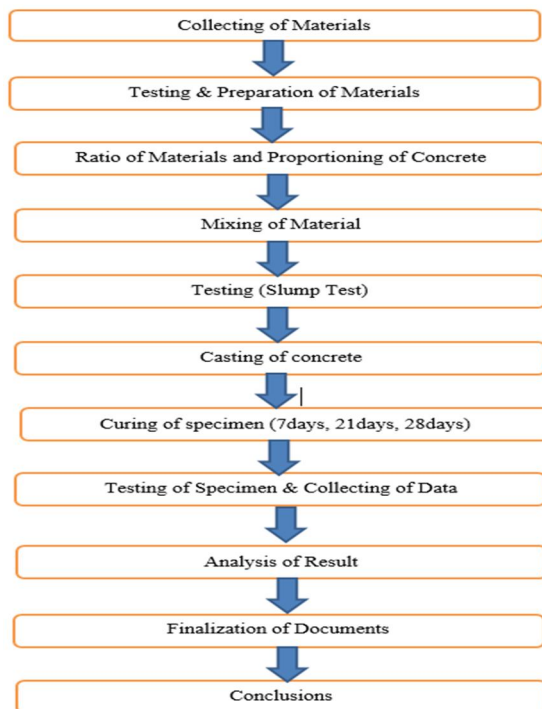 Collecting of Materials
Testing & Preparation of Materials
Ratio of Materials and Proportioning of Concrete
Mixing of Material
Testing (Slump Test)
Casting of concrete
Curing of specimen (7days, 21days, 28days)
Testing of Specimen & Collecting of Data
Analysis of Result
Finalization of Documents
Conclusions